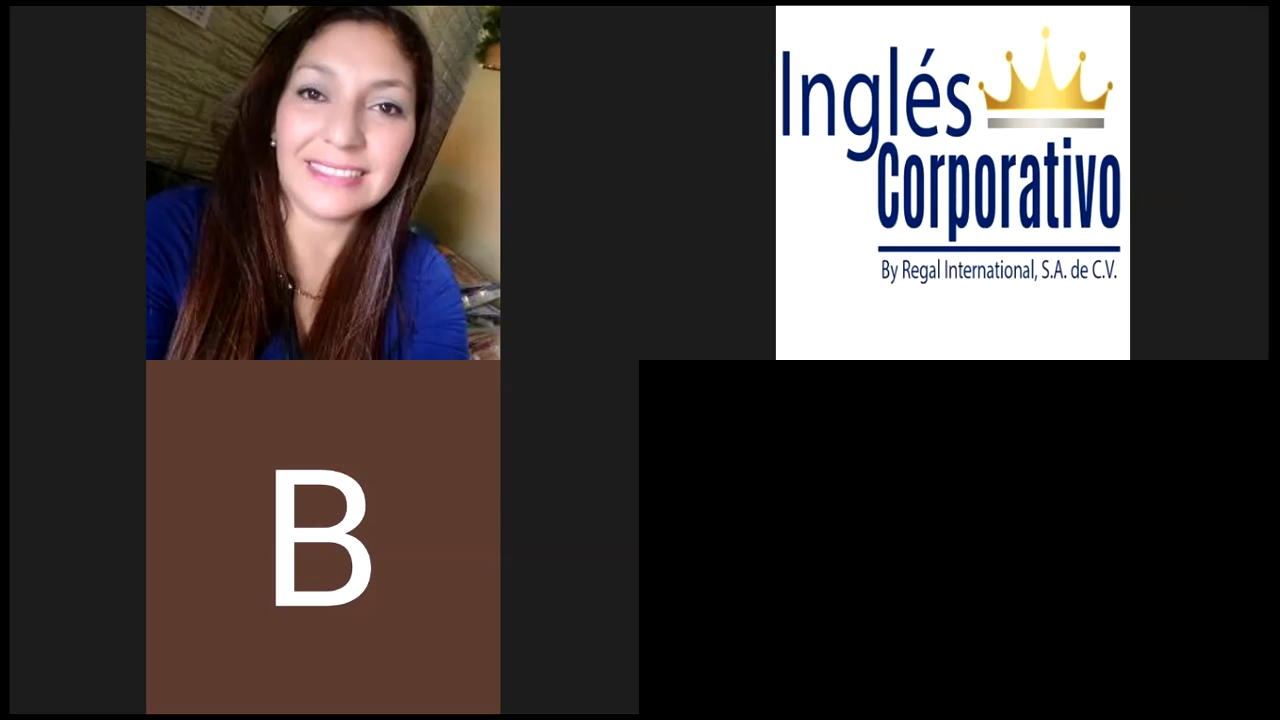 Inglés
Corporativo
By Regal International, S.A. de C.V.
B